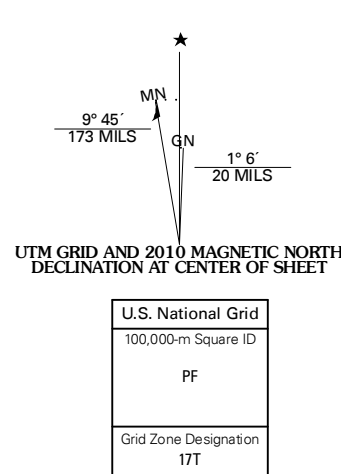 MN
9° 45´
173 MILS
GN
1° 6´
20 MILS
UTM GRID AND 2010 MAGNETIC NORTH
DECLINATION AT CENTER OF SHEET
U.S. National Grid
100,000-m Square ID
PF
Grid Zone Designation
17T